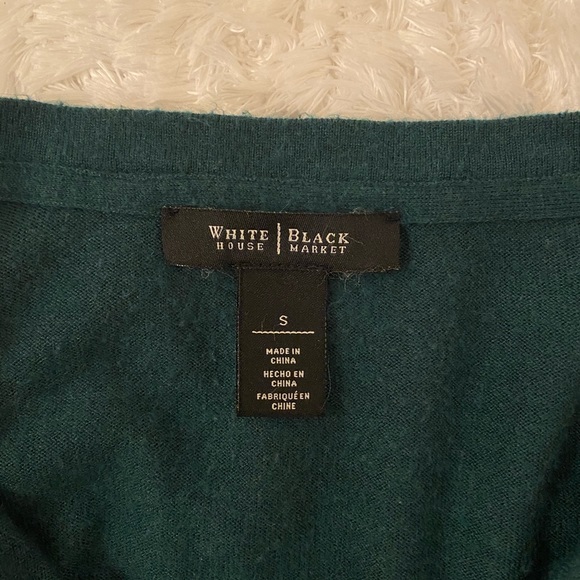 WHITE | BLACK
HOUSE | MARKET
S
MADE IN
CHINA
HECHO EN
CHINA
FABRIQUÉ EN
CHINE